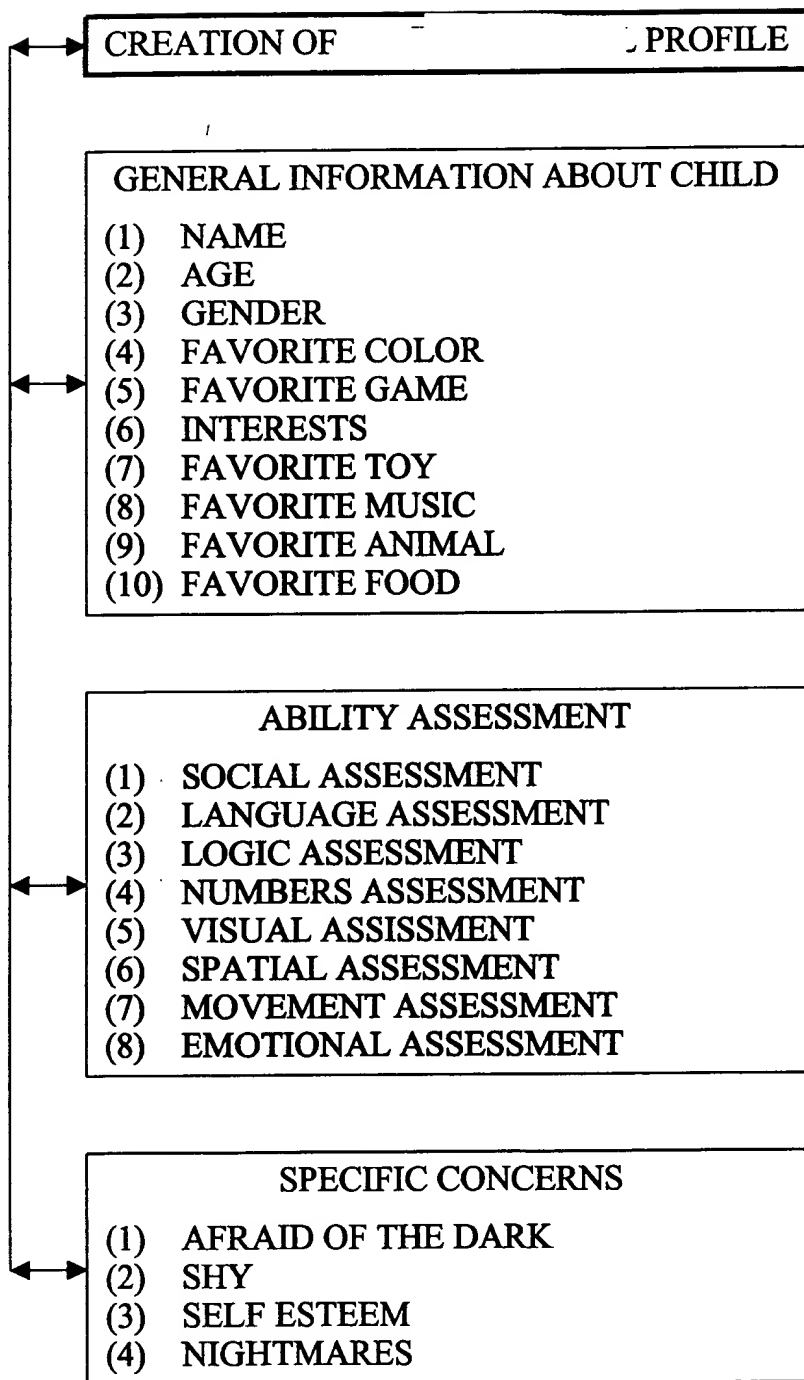 CREATION OF PROFILE
GENERAL INFORMATION ABOUT CHILD
(1) NAME
(2) AGE
(3) GENDER
(4) FAVORITE COLOR
(5) FAVORITE GAME
(6) INTERESTS
(7) FAVORITE TOY
(8) FAVORITE MUSIC
(9) FAVORITE ANIMAL
(10) FAVORITE FOOD
ABILITY ASSESSMENT
(1) SOCIAL ASSESSMENT
(2) LANGUAGE ASSESSMENT
(3) LOGIC ASSESSMENT
(4) NUMBERS ASSESSMENT
(5) VISUAL ASSISSMENT
(6) SPATIAL ASSESSMENT
(7) MOVEMENT ASSESSMENT
(8) EMOTIONAL ASSESSMENT
SPECIFIC CONCERNS
(1) AFRAID OF THE DARK
(2) SHY
(3) SELF ESTEEM
(4) NIGHTMARES